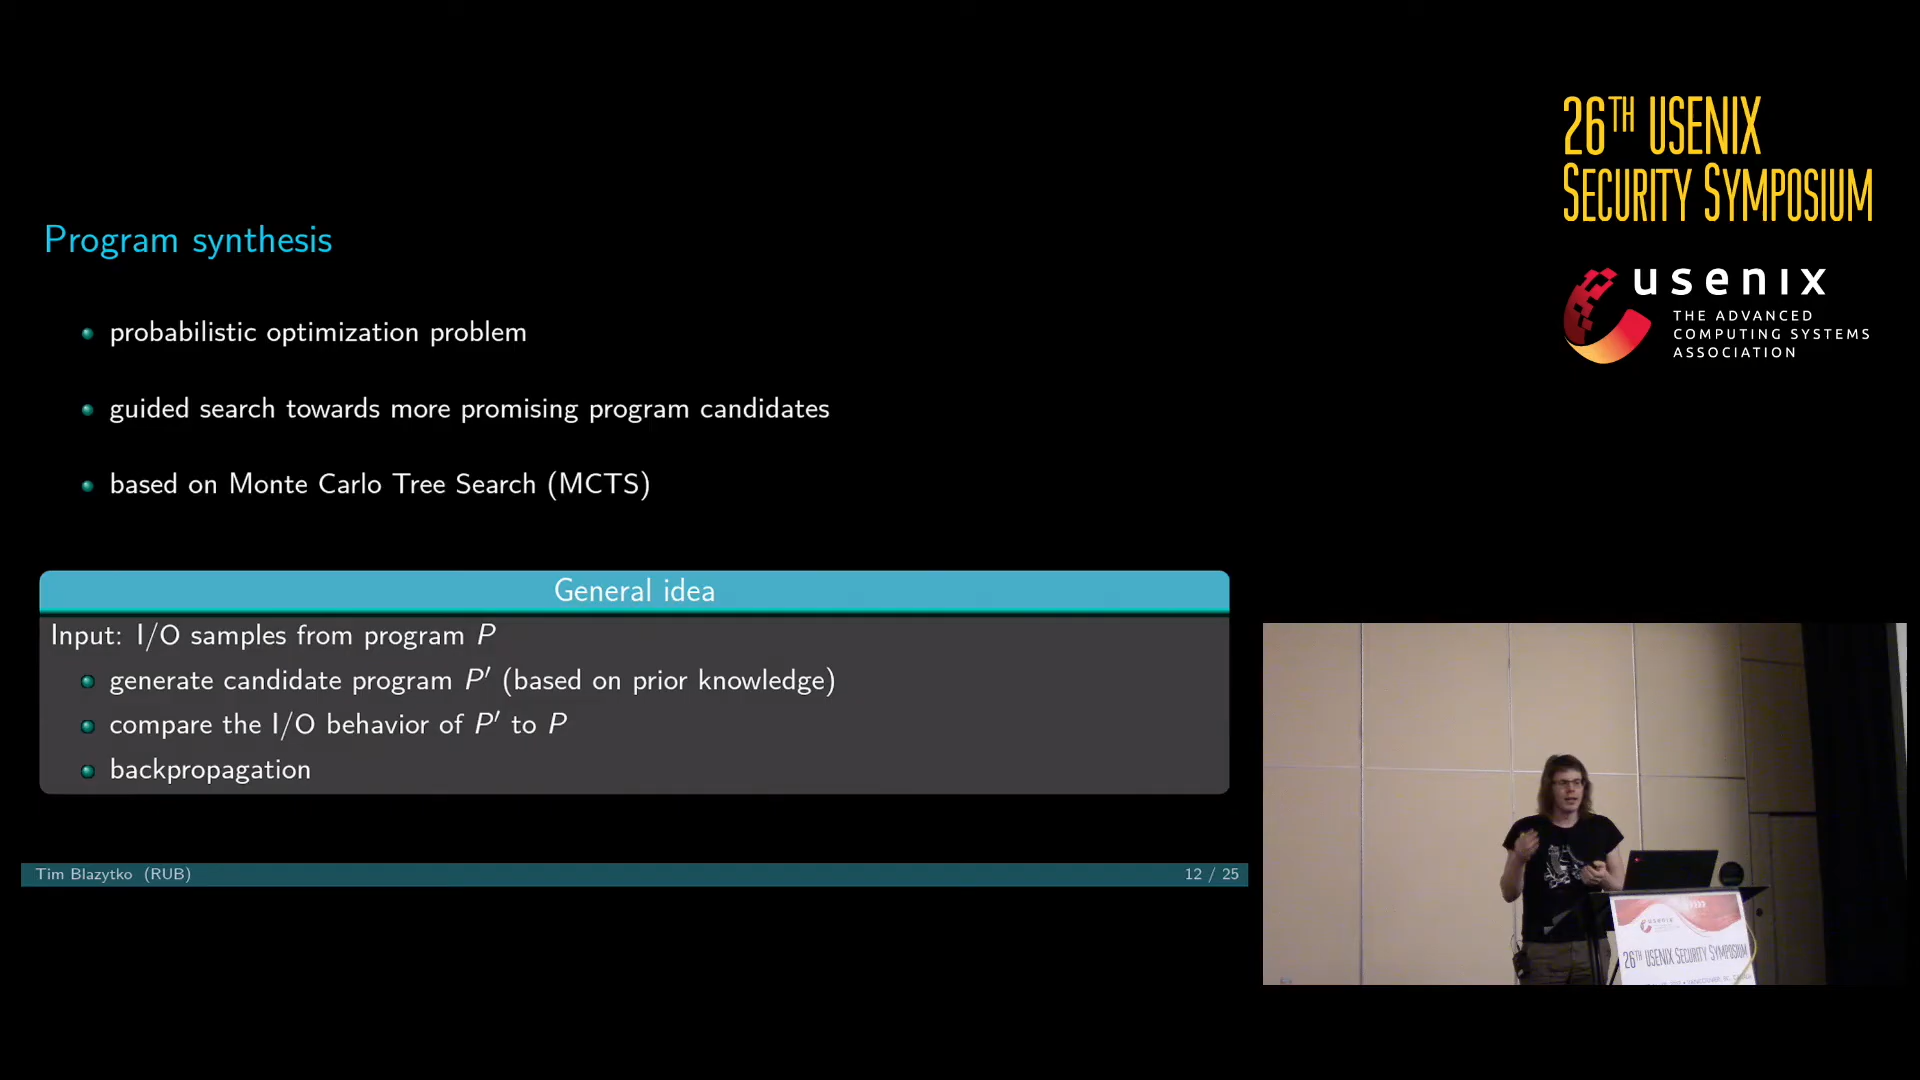 26TH USENIX
SECURITY SYMPOSIUM
usenix
THE ADVANCED
COMPUTING SYSTEMS
ASSOCIATION
Program synthesis
probabilistic optimization problem
guided search towards more promising program candidates
based on Monte Carlo Tree Search (MCTS)
General idea
Input: I/O samples from program P
generate candidate program P′ (based on prior knowledge)
compare the I/O behavior of P′ to P
backpropagation
Tim Blazytko (RUB)
12 / 25
usenix
26TH USENIX SECURITY SYMPOSIUM